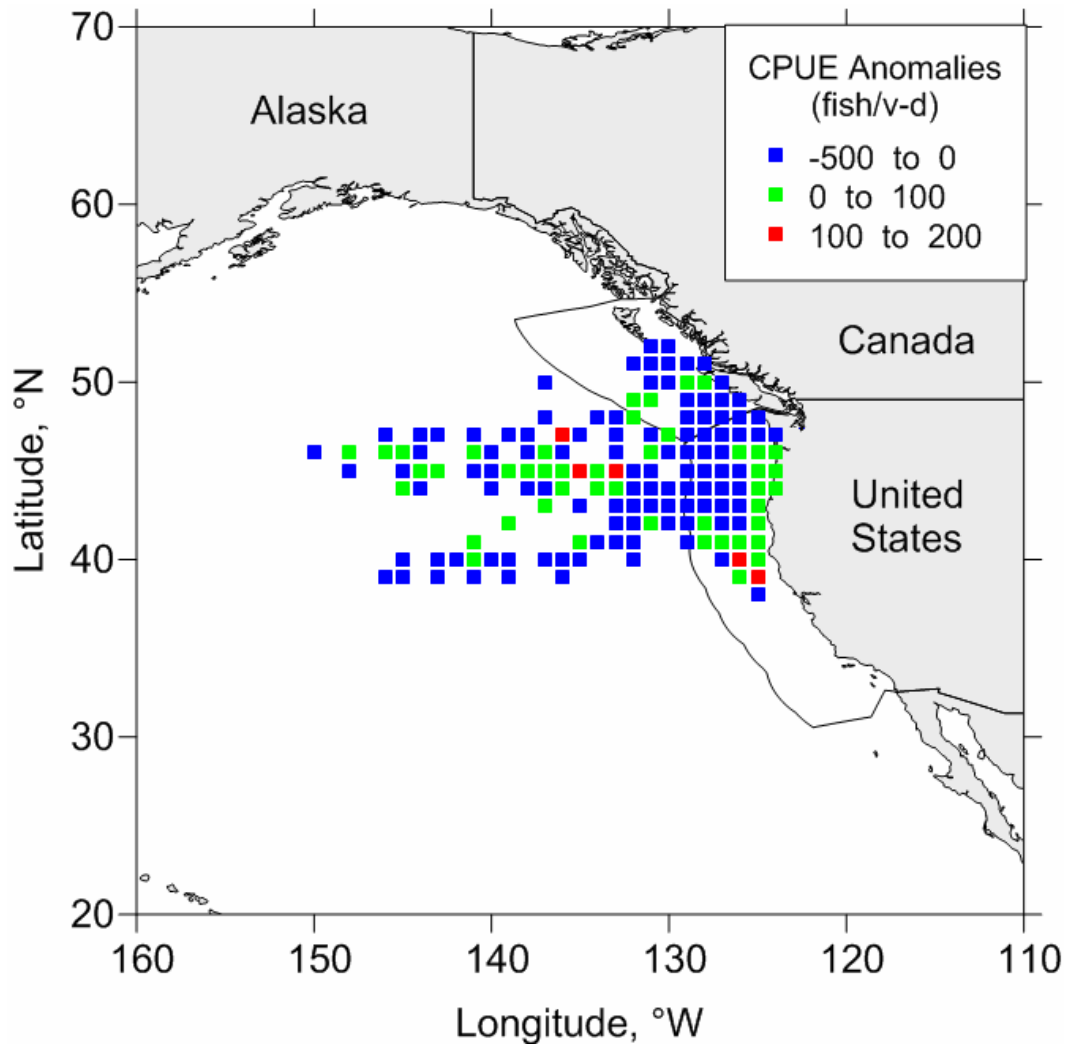 70
60
50
40
30
20
Latitude, °N
Alaska
CPUE Anomalies
(fish/v-d)
-500 to 0
0 to 100
100 to 200
Canada
United
States
160 150 140 130 120 110
Longitude, °W